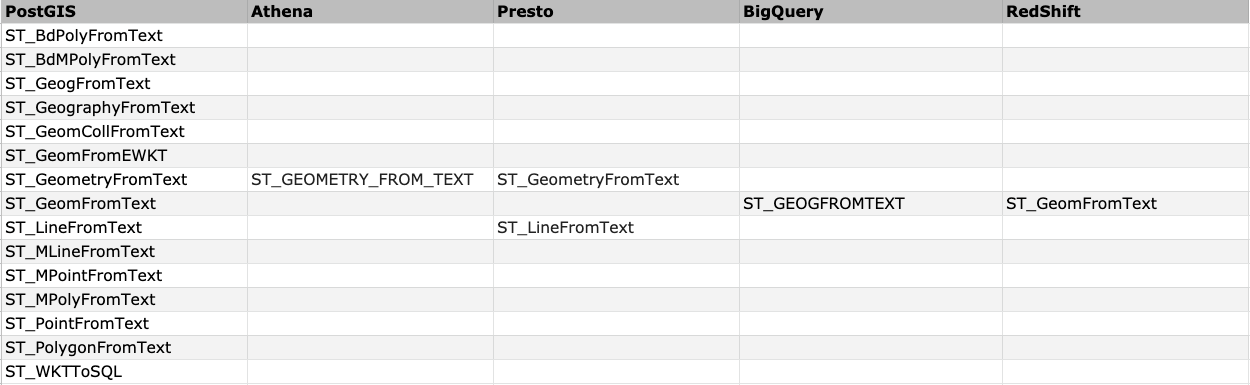 PostGIS Athena Presto BigQuery RedShift
ST_BdPolyFromText
ST_BdMPolyFromText
ST_GeogFromText
ST_GeographyFromText
ST_GeomCollFromText
ST_GeomFromEWKT
ST_GeometryFromText ST_GEOMETRY_FROM_TEXT ST_GeometryFromText
ST_GeomFromText ST_GEOGFROMTEXT ST_GeomFromText
ST_LineFromText ST_LineFromText
ST_MLineFromText
ST_MPointFromText
ST_MPolyFromText
ST_PointFromText
ST_PolygonFromText
ST_WKTToSQL